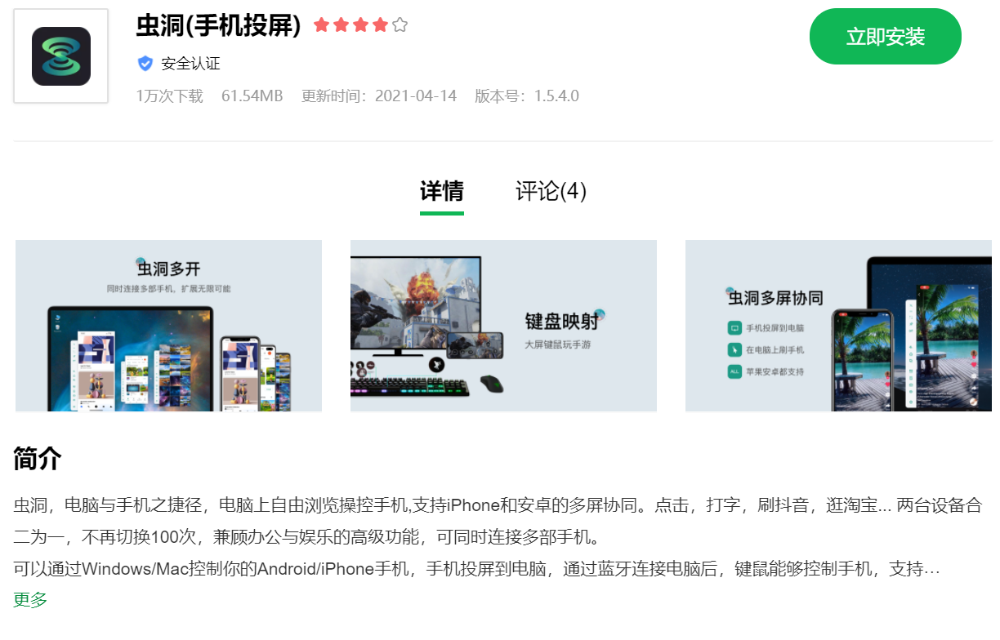 虫洞(手机投屏)
立即安装
安全认证
1万次下载 61.54MB 更新时间：2021-04-14 版本号：1.5.4.0
详情 评论(4)
虫洞多开
同时连接多部手机，扩展无限可能
键盘映射
大屏键鼠玩手游
虫洞多屏协同
手机投屏到电脑
在电脑上刷手机
ALL 苹果安卓都支持
简介
虫洞，电脑与手机之捷径，电脑上自由浏览操控手机,支持iPhone和安卓的多屏协同。点击，打字，刷抖音，逛淘宝... 两台设备合
二为一，不再切换100次，兼顾办公与娱乐的高级功能，可同时连接多部手机。
可以通过Windows/Mac控制你的Android/iPhone手机，手机投屏到电脑，通过蓝牙连接电脑后，键鼠能够控制手机，支持…
更多